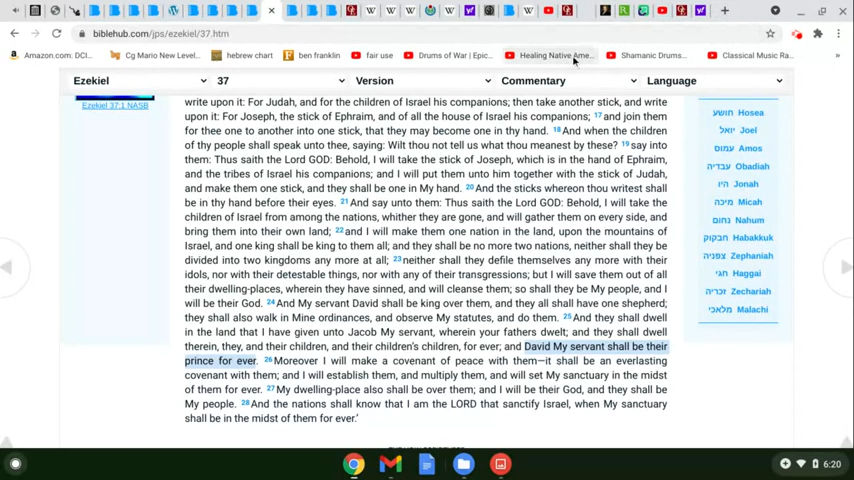 biblehub.com/jps/ezekiel/37.htm
Amazon.com: DCI... Cg Mario New Level... hebrew chart ben franklin fair use Drums of War | Epic... Healing Native Ame... Shamanic Drums... Classical Music Ra... »
Ezekiel 37 Version Commentary Language
Ezekiel 37:1 NASB
write upon it: For Judah, and for the children of Israel his companions; then take another stick, and write
upon it: For Joseph, the stick of Ephraim, and of all the house of Israel his companions; 17and join them
for thee one to another into one stick, that they may become one in thy hand. 18And when the children
of thy people shall speak unto thee, saying: Wilt thou not tell us what thou meanest by these? 19say into
them: Thus saith the Lord GOD: Behold, I will take the stick of Joseph, which is in the hand of Ephraim,
and the tribes of Israel his companions; and I will put them unto him together with the stick of Judah,
and make them one stick, and they shall be one in My hand. 20And the sticks whereon thou writest shall
be in thy hand before their eyes. 21And say unto them: Thus saith the Lord GOD: Behold, I will take the
children of Israel from among the nations, whither they are gone, and will gather them on every side, and
bring them into their own land; 22and I will make them one nation in the land, upon the mountains of
Israel, and one king shall be king to them all; and they shall be no more two nations, neither shall they be
divided into two kingdoms any more at all; 23neither shall they defile themselves any more with their
idols, nor with their detestable things, nor with any of their transgressions; but I will save them out of all
their dwelling-places, wherein they have sinned, and will cleanse them; so shall they be My people, and I
will be their God. 24And My servant David shall be king over them, and they all shall have one shepherd;
they shall also walk in Mine ordinances, and observe My statutes, and do them. 25And they shall dwell
in the land that I have given unto Jacob My servant, wherein your fathers dwelt; and they shall dwell
therein, they, and their children, and their children's children, for ever; and David My servant shall be their
prince for ever. 26Moreover I will make a covenant of peace with them—it shall be an everlasting
covenant with them; and I will establish them, and multiply them, and will set My sanctuary in the midst
of them for ever. 27My dwelling-place also shall be over them; and I will be their God, and they shall be
My people. 28And the nations shall know that I am the LORD that sanctify Israel, when My sanctuary
shall be in the midst of them for ever.'
הושע Hosea
יואל Joel
עמוס Amos
עבדיה Obadiah
היו Jonah
מיכה Micah
נחום Nahum
חבקוק Habakkuk
צפניה Zephaniah
חגי Haggai
זכריה Zechariah
מלאכי Malachi
6:20